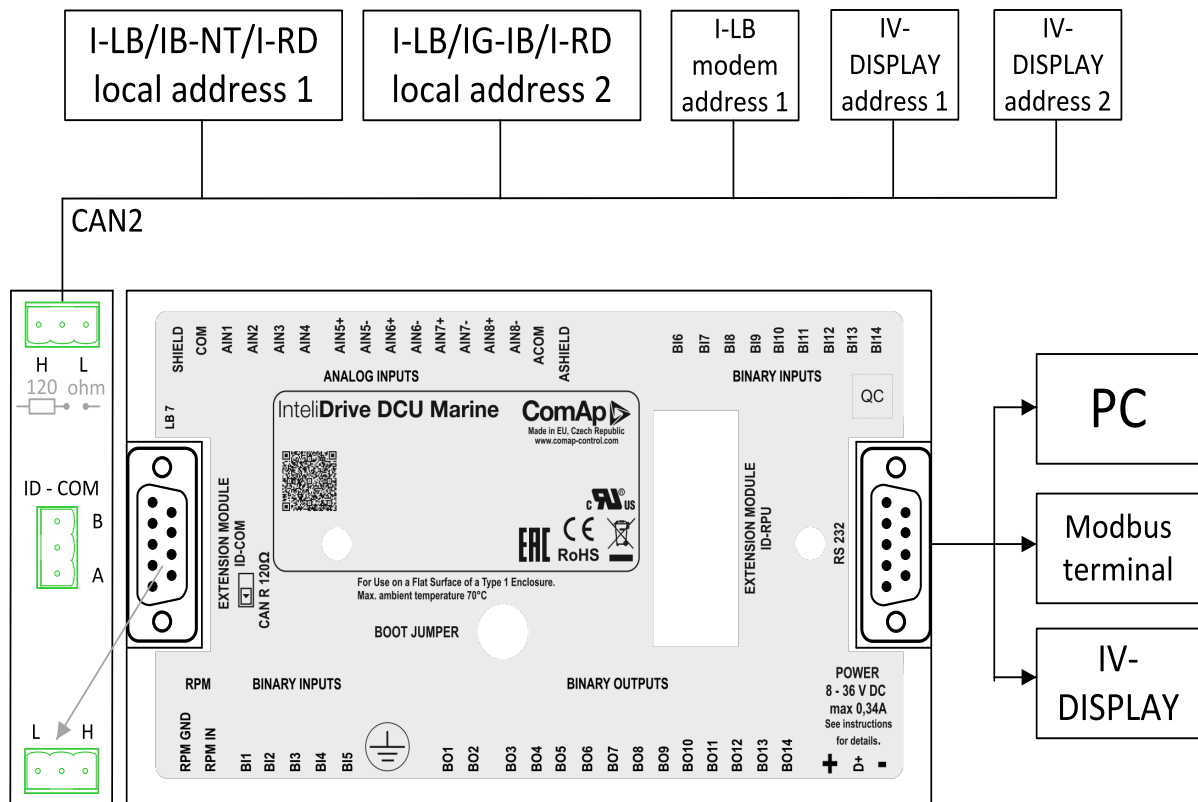 I-LB/IB-NT/I-RD
local address 1
I-LB/IG-IB/I-RD
local address 2
I-LB
modem
address 1
IV-
DISPLAY
address 1
IV-
DISPLAY
address 2
CAN2
H L
120 ohm
ID - COM
B
A
L H
SHIELD
COM
AIN1
AIN2
AIN3
AIN4
AIN5+
AIN5-
AIN6+
AIN6-
AIN7+
AIN7-
AIN8+
AIN8-
ACOM
ASHIELD
ANALOG INPUTS
BI6
BI7
BI8
BI9
BI10
BI11
BI12
BI13
BI14
BINARY INPUTS
LB 7
InteliDrive DCU Marine
ComAp
Made in EU, Czech Republic
www.comap-control.com
C RU ® US
EAC CE
RoHS
QC
EXTENSION MODULE
ID-COM
CAN R 120Ω
For Use on a Flat Surface of a Type 1 Enclosure.
Max. ambient temperature 70°C
BOOT JUMPER
EXTENSION MODULE
ID-RPU
RS 232
RPM
BINARY INPUTS
BINARY OUTPUTS
POWER
8 - 36 V DC
max 0,34A
See instructions
for details.
RPM GND
RPM IN
BI1
BI2
BI3
BI4
BI5
BO1
BO2
BO3
BO4
BO5
BO6
BO7
BO8
BO9
BO10
BO11
BO12
BO13
BO14
+
D+
-
PC
Modbus
terminal
IV-
DISPLAY